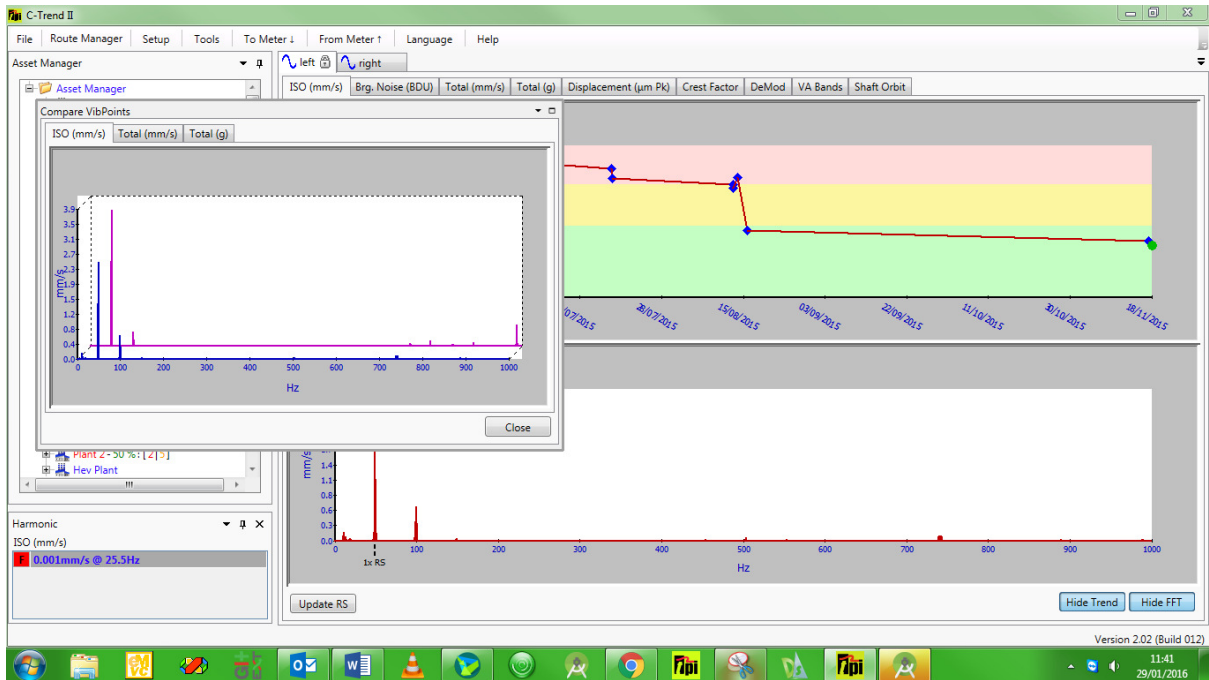 C-Trend II
File Route Manager Setup Tools To Meter↓ From Meter↑ Language Help
Asset Manager
left right
Asset Manager
ISO (mm/s) Brg. Noise (BDU) Total (mm/s) Total (g) Displacement (µm Pk) Crest Factor DeMod VA Bands Shaft Orbit
Compare VibPoints
ISO (mm/s) Total (mm/s) Total (g)
3.9
3.5
3.1
2.7
2.3
1.9
1.5
1.2
0.8
0.4
0.0
mm/s
0 100 200 300 400 500 600 700 800 900 1000
Hz
Close
/07/2015 28/07/2015 15/08/2015 03/09/2015 22/09/2015 11/10/2015 30/10/2015 18/11/2015
Plant 2 - 50 %: [2|5]
Hev Plant
1.4
1.1
0.8
0.6
0.3
0.0
mm/s
0 100 200 300 400 500 600 700 800 900 1000
1x RS
Hz
Harmonic
ISO (mm/s)
F 0.001mm/s @ 25.5Hz
Update RS
Hide Trend Hide FFT
Version 2.02 (Build 012)
11:41
29/01/2016